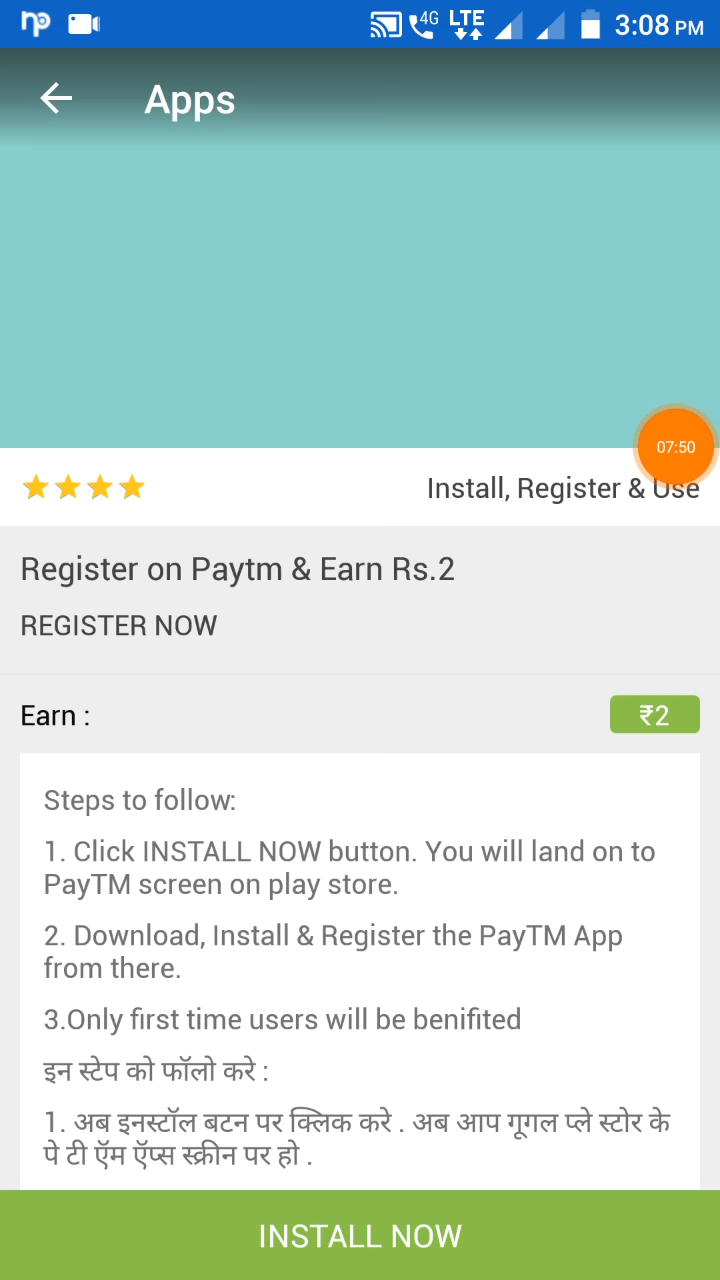 np 4G LTE 3:08 PM
Apps
07:50
Install, Register & Use
Register on Paytm & Earn Rs.2
REGISTER NOW
Earn : ₹2
Steps to follow:
1. Click INSTALL NOW button. You will land on to
PayTM screen on play store.
2. Download, Install & Register the PayTM App
from there.
3.Only first time users will be benifited
इन स्टेप को फॉलो करे :
1. अब इनस्टॉल बटन पर क्लिक करे . अब आप गूगल प्ले स्टोर के
पे टी ऍम ऍप्स स्क्रीन पर हो .
INSTALL NOW